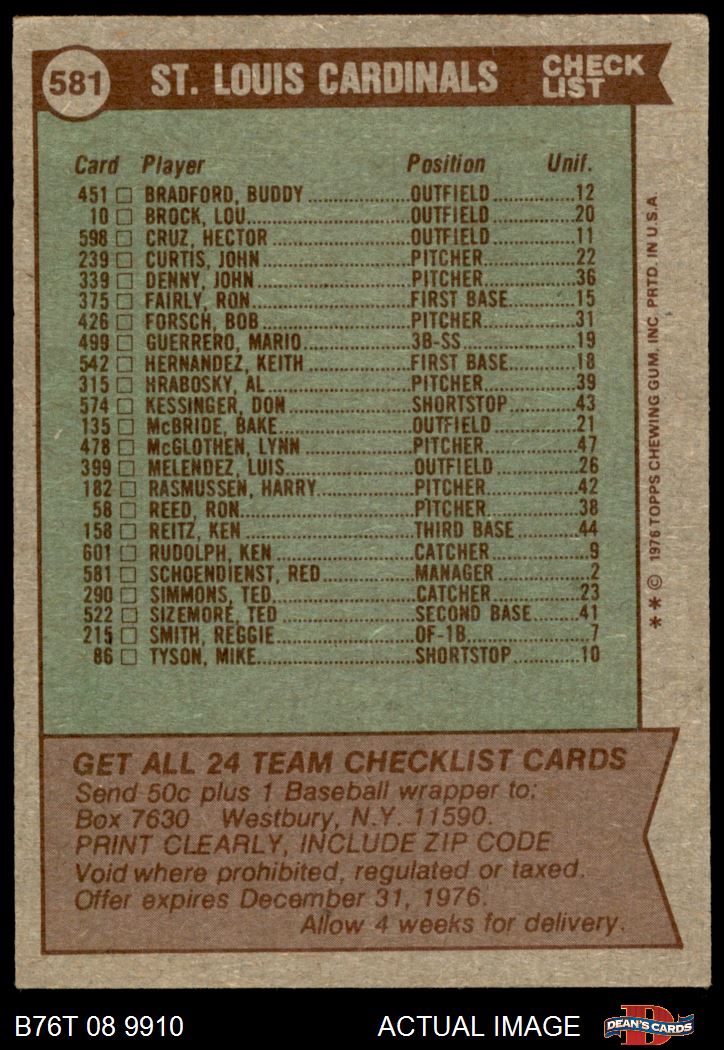 581 ST. LOUIS CARDINALS CHECK LIST
Card Player Position Unif.
451 BRADFORD, BUDDY OUTFIELD 12
10 BROCK, LOU OUTFIELD 20
598 CRUZ, HECTOR OUTFIELD 11
239 CURTIS, JOHN PITCHER 22
339 DENNY, JOHN PITCHER 36
375 FAIRLY, RON FIRST BASE 15
426 FORSCH, BOB PITCHER 31
499 GUERRERO, MARIO 3B-SS 19
542 HERNANDEZ, KEITH FIRST BASE 18
315 HRABOSKY, AL PITCHER 39
574 KESSINGER, DON SHORTSTOP 43
135 McBRIDE, BAKE OUTFIELD 21
478 McGLOTHEN, LYNN PITCHER 47
399 MELENDEZ, LUIS OUTFIELD 26
182 RASMUSSEN, HARRY PITCHER 42
58 REED, RON PITCHER 38
158 REITZ, KEN THIRD BASE 44
601 RUDOLPH, KEN CATCHER 9
581 SCHOENDIENST, RED MANAGER 2
290 SIMMONS, TED CATCHER 23
522 SIZEMORE, TED SECOND BASE 41
215 SMITH, REGGIE OF-1B 7
86 TYSON, MIKE SHORTSTOP 10
** © 1976 TOPPS CHEWING GUM, INC. PRTD. IN U.S.A.
GET ALL 24 TEAM CHECKLIST CARDS
Send 50c plus 1 Baseball wrapper to:
Box 7630 Westbury, N.Y. 11590.
PRINT CLEARLY, INCLUDE ZIP CODE
Void where prohibited, regulated or taxed.
Offer expires December 31, 1976.
Allow 4 weeks for delivery.
B76T 08 9910 ACTUAL IMAGE
D
DEAN'S CARDS